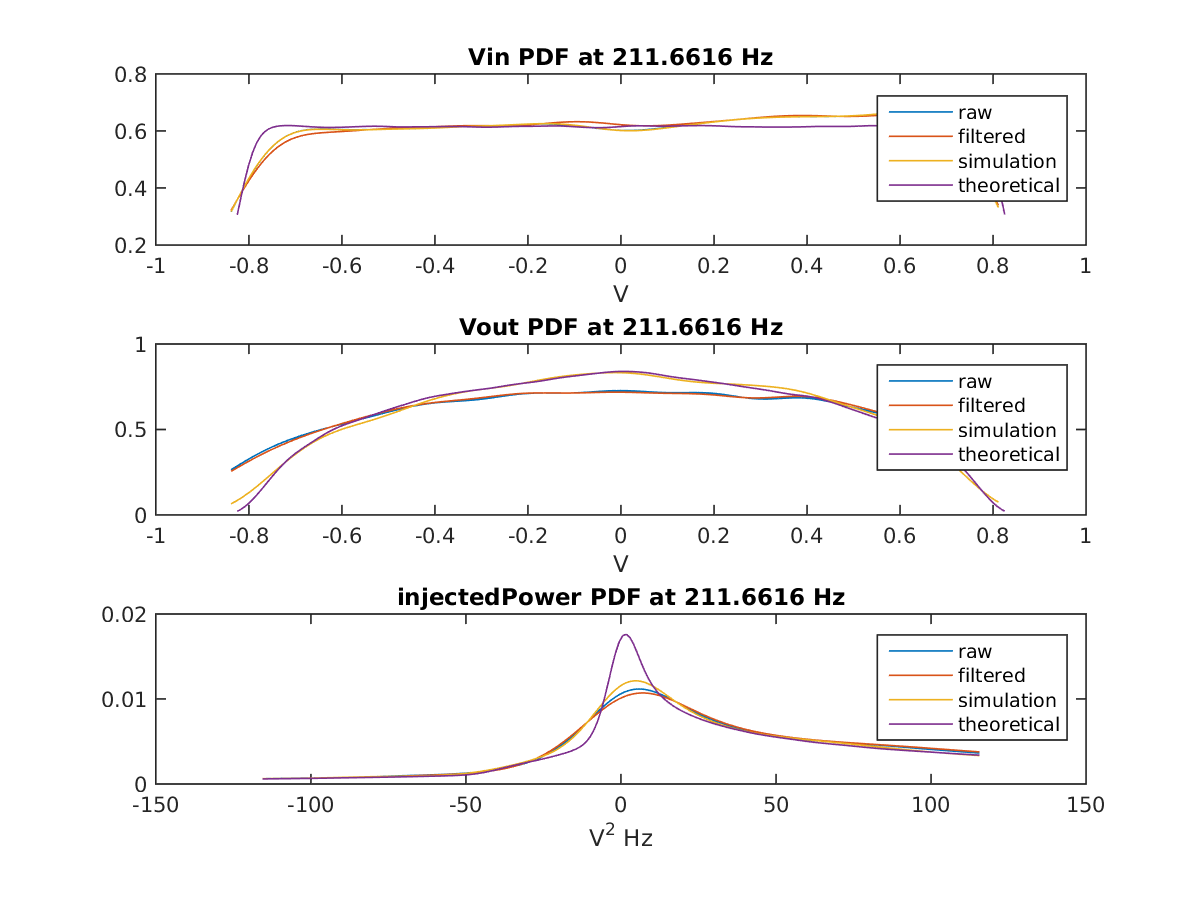 Vin PDF at 211.6616 Hz
0.8
0.6
0.4
0.2
raw
filtered
simulation
theoretical
-1 -0.8 -0.6 -0.4 -0.2 0 0.2 0.4 0.6 0.8 1
V
Vout PDF at 211.6616 Hz
1
0.5
0
raw
filtered
simulation
theoretical
-1 -0.8 -0.6 -0.4 -0.2 0 0.2 0.4 0.6 0.8 1
V
injectedPower PDF at 211.6616 Hz
0.02
0.01
0
raw
filtered
simulation
theoretical
-150 -100 -50 0 50 100 150
V² Hz